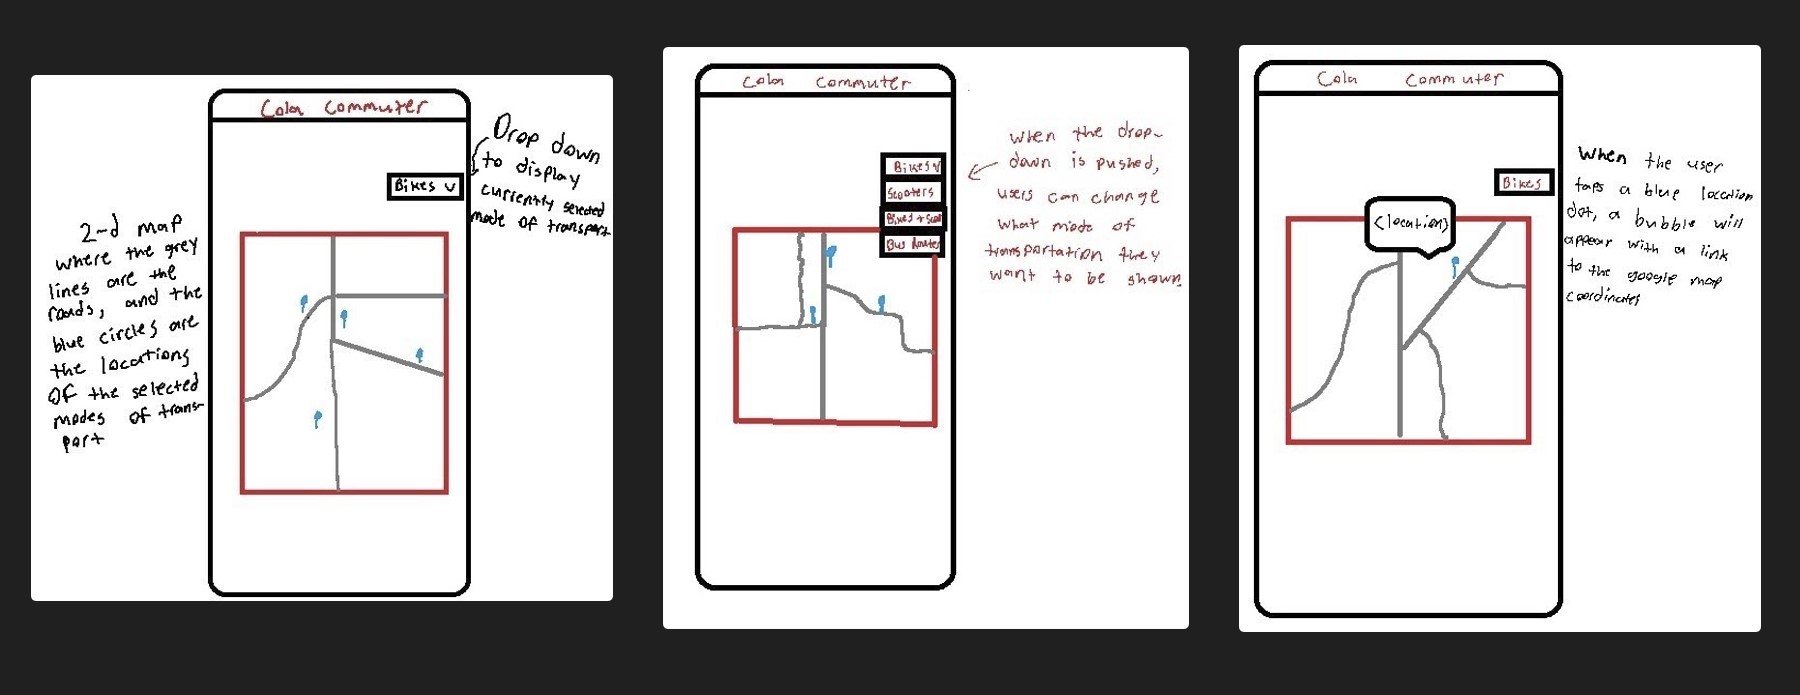 Cola Commuter
Drop down
to display
currently selected
mode of transport
Bikes v
2-d map
where the grey
lines are the
roads, and the
blue circles are
the locations
of the selected
modes of trans-
port
Cola Commuter
Bikes v
Scooters
Bikes + Scoot
Bus Routes
when the drop-
down is pushed,
users can change
what mode of
transportation they
want to be shown
Cola Commuter
Bikes
<location>
When the user
taps a blue location
dot, a bubble will
appear with a link
to the google map
coordinates